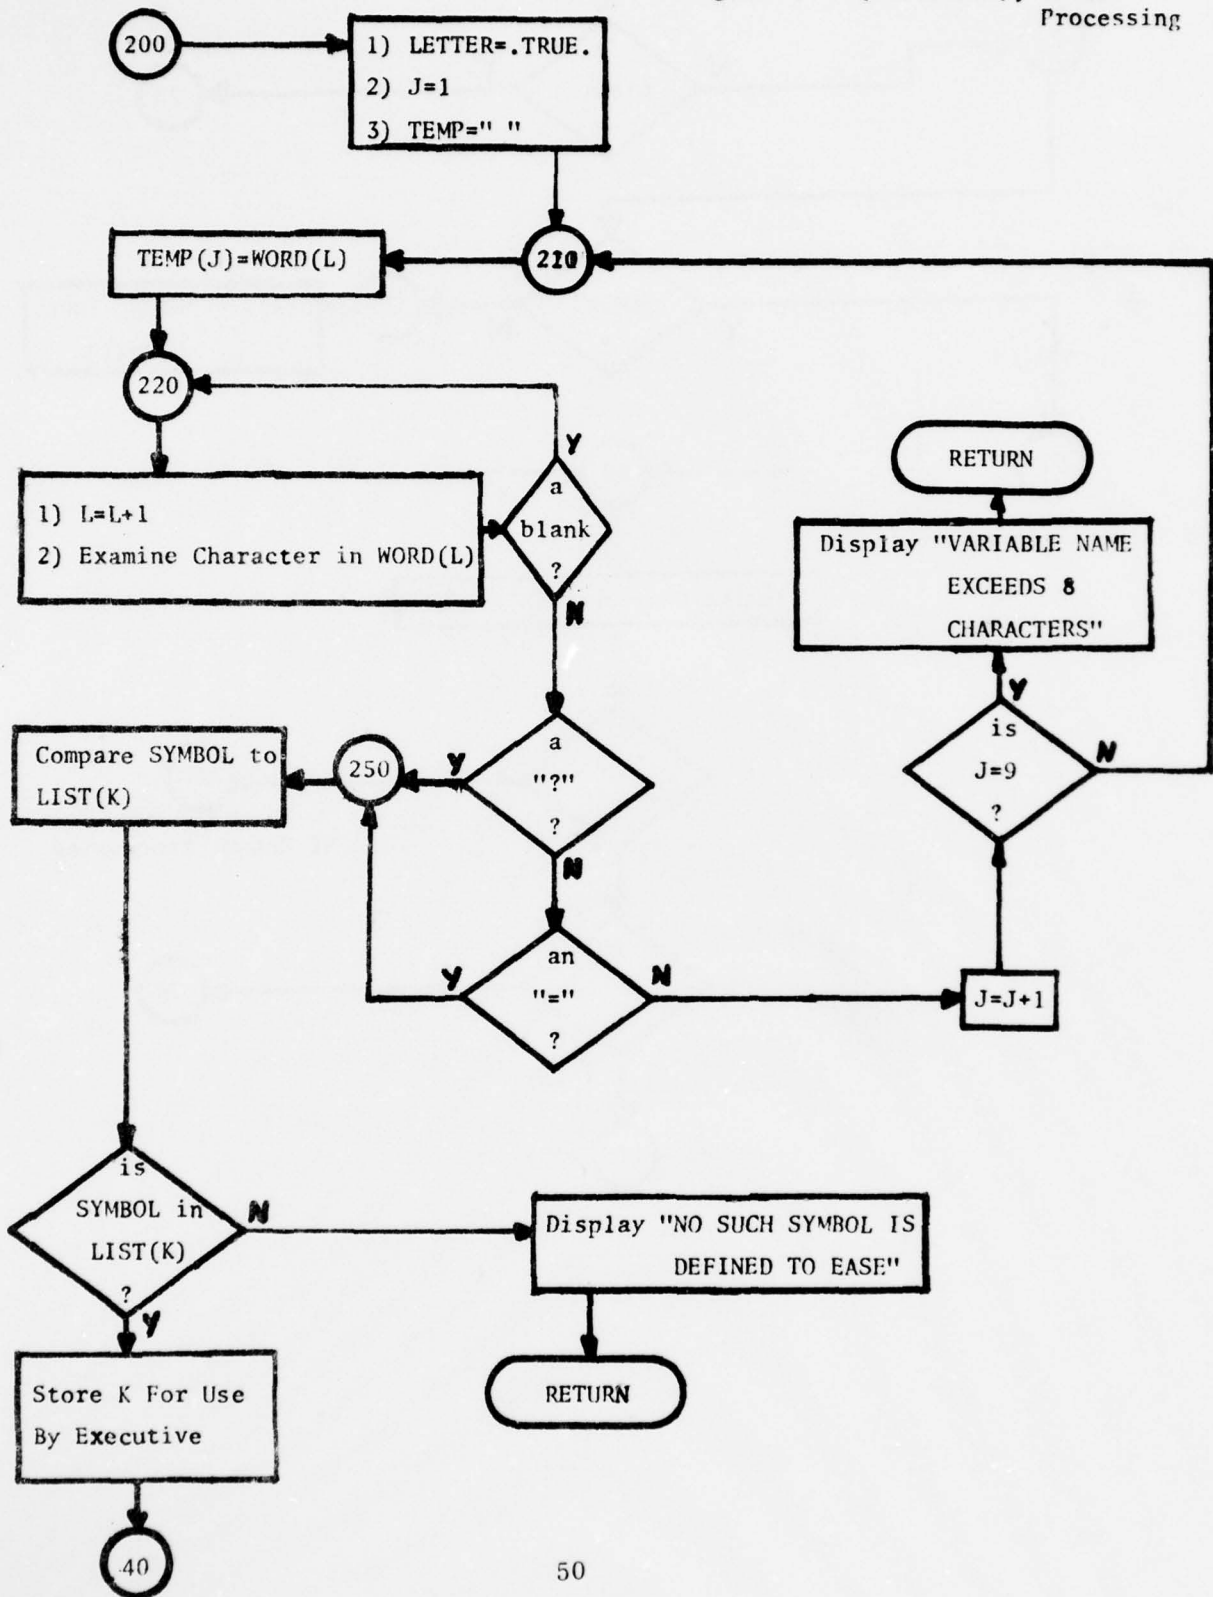 Processing
200
1) LETTER=.TRUE.
2) J=1
3) TEMP=" "
TEMP(J)=WORD(L)
220
1) L=L+1
2) Examine Character in WORD(L)
a
blank
?
Y
N
RETURN
Display "VARIABLE NAME
EXCEEDS 8
CHARACTERS"
Y
is
J=9
?
N
Compare SYMBOL to
LIST(K)
250
Y
a
"?"
?
N
Y
an
"="
?
N
J=J+1
is
SYMBOL in
LIST(K)
?
N
Y
Display "NO SUCH SYMBOL IS
DEFINED TO EASE"
RETURN
Store K For Use
By Executive
40
50